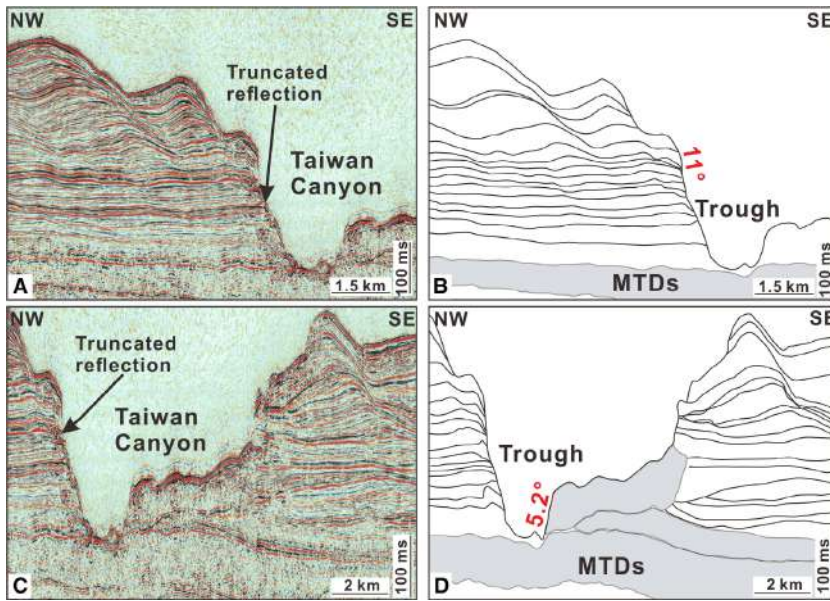 NW
SE
Truncated
reflection
Taiwan
Canyon
A
1.5 km
100 ms
NW
SE
11°
Trough
MTDs
B
1.5 km
100 ms
NW
SE
Truncated
reflection
Taiwan
Canyon
C
2 km
100 ms
NW
SE
Trough
5.2°
MTDs
D
2 km
100 ms